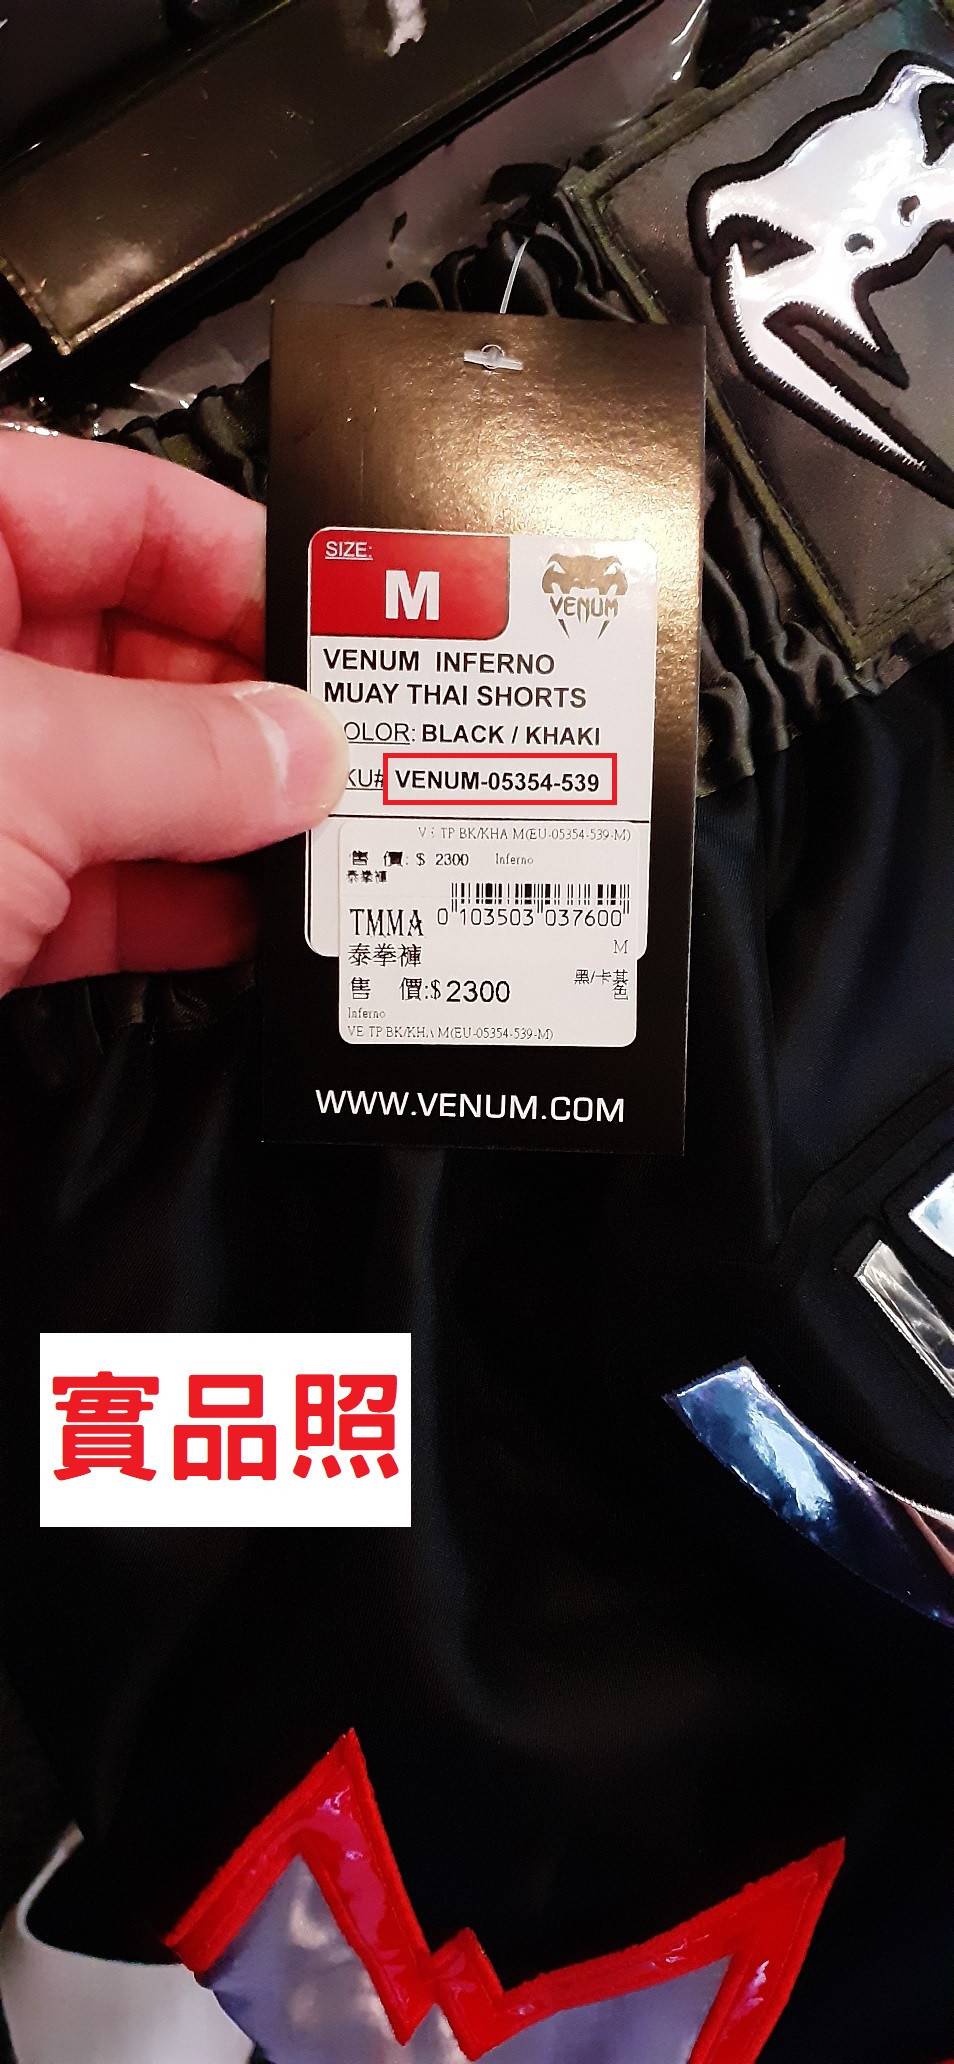 SIZE:
M
VENUM
VENUM INFERNO
MUAY THAI SHORTS
OLOR: BLACK / KHAKI
KU# VENUM-05354-539
TP BK/KHA M(EU-05354-539-M)
售 價: $ 2300 Inferno
泰拳褲
0 103503 037600
TMMA
M
泰拳褲
黑/卡其色
售 價:$2300
Inferno
VE TP BK/KHA M(EU-05354-539-M)
WWW.VENUM.COM
實品照